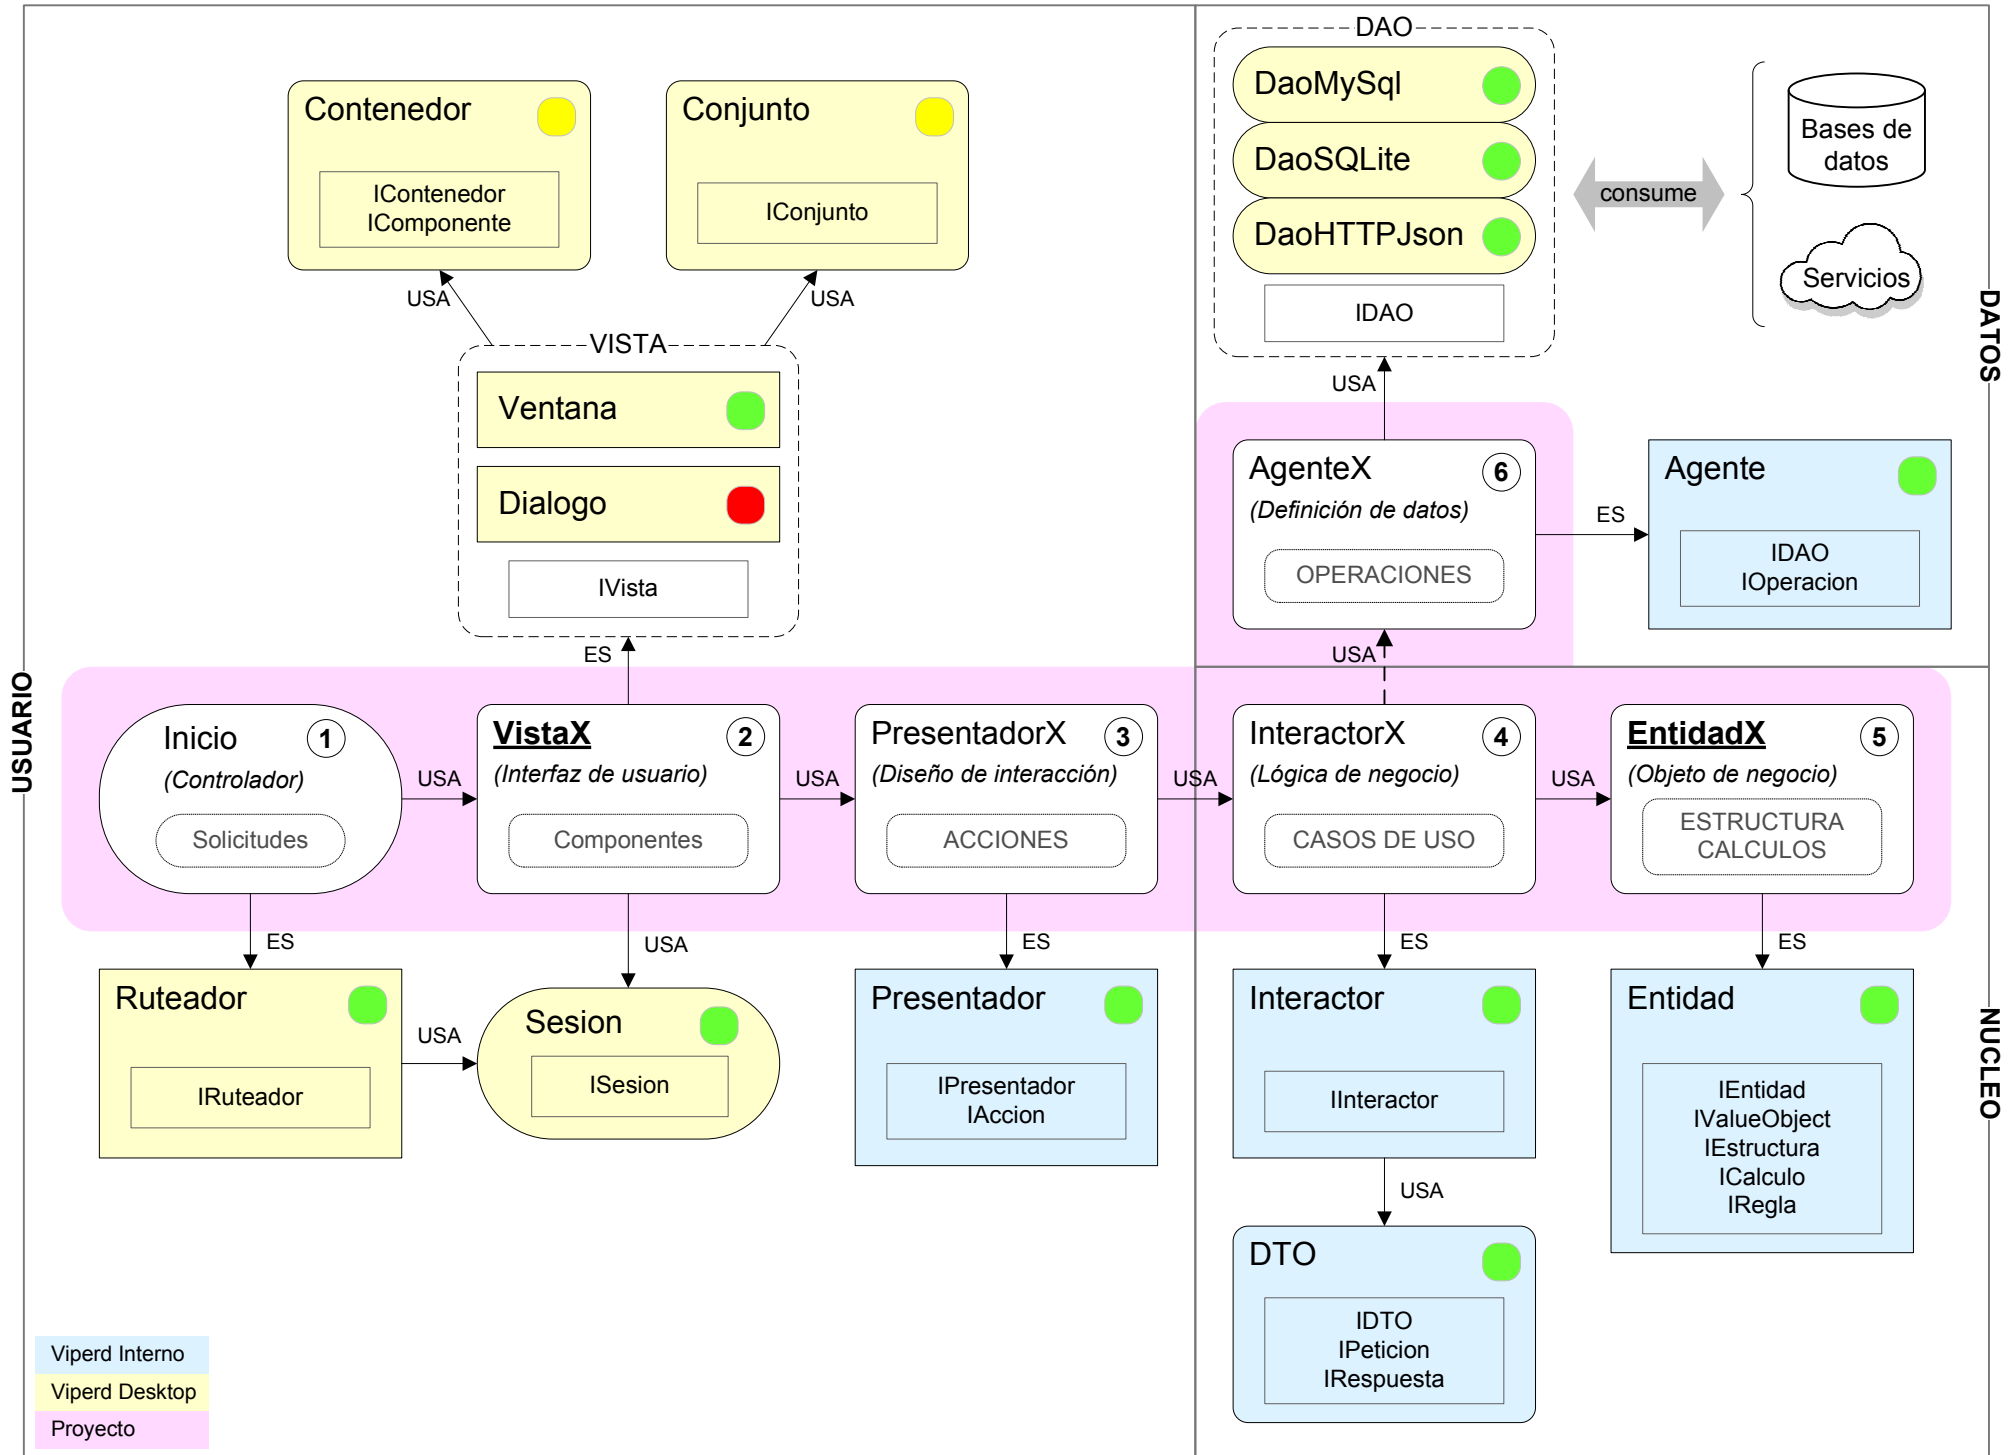 DAO
DaoMySql
DaoSQLite
DaoHTTPJson
IDAO
consume
Bases de
datos
Servicios
DATOS
Contenedor
IContenedor
IComponente
Conjunto
IConjunto
USA
USA
VISTA
Ventana
Dialogo
IVista
ES
USA
AgenteX
6
(Definición de datos)
OPERACIONES
ES
Agente
IDAO
IOperacion
USA
USUARIO
Inicio
1
(Controlador)
Solicitudes
USA
VistaX
2
(Interfaz de usuario)
Componentes
USA
PresentadorX
3
(Diseño de interacción)
ACCIONES
USA
InteractorX
4
(Lógica de negocio)
CASOS DE USO
USA
EntidadX
5
(Objeto de negocio)
ESTRUCTURA
CALCULOS
ES
USA
ES
ES
ES
Ruteador
IRuteador
USA
Sesion
ISesion
Presentador
IPresentador
IAccion
Interactor
IInteractor
Entidad
IEntidad
IValueObject
IEstructura
ICalculo
IRegla
NUCLEO
USA
DTO
IDTO
IPeticion
IRespuesta
Viperd Interno
Viperd Desktop
Proyecto